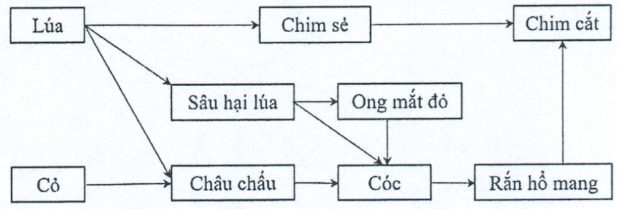 Lúa
Chim sẻ
Chim cắt
Sâu hại lúa
Ong mắt đỏ
Cỏ
Châu chấu
Cóc
Rắn hổ mang